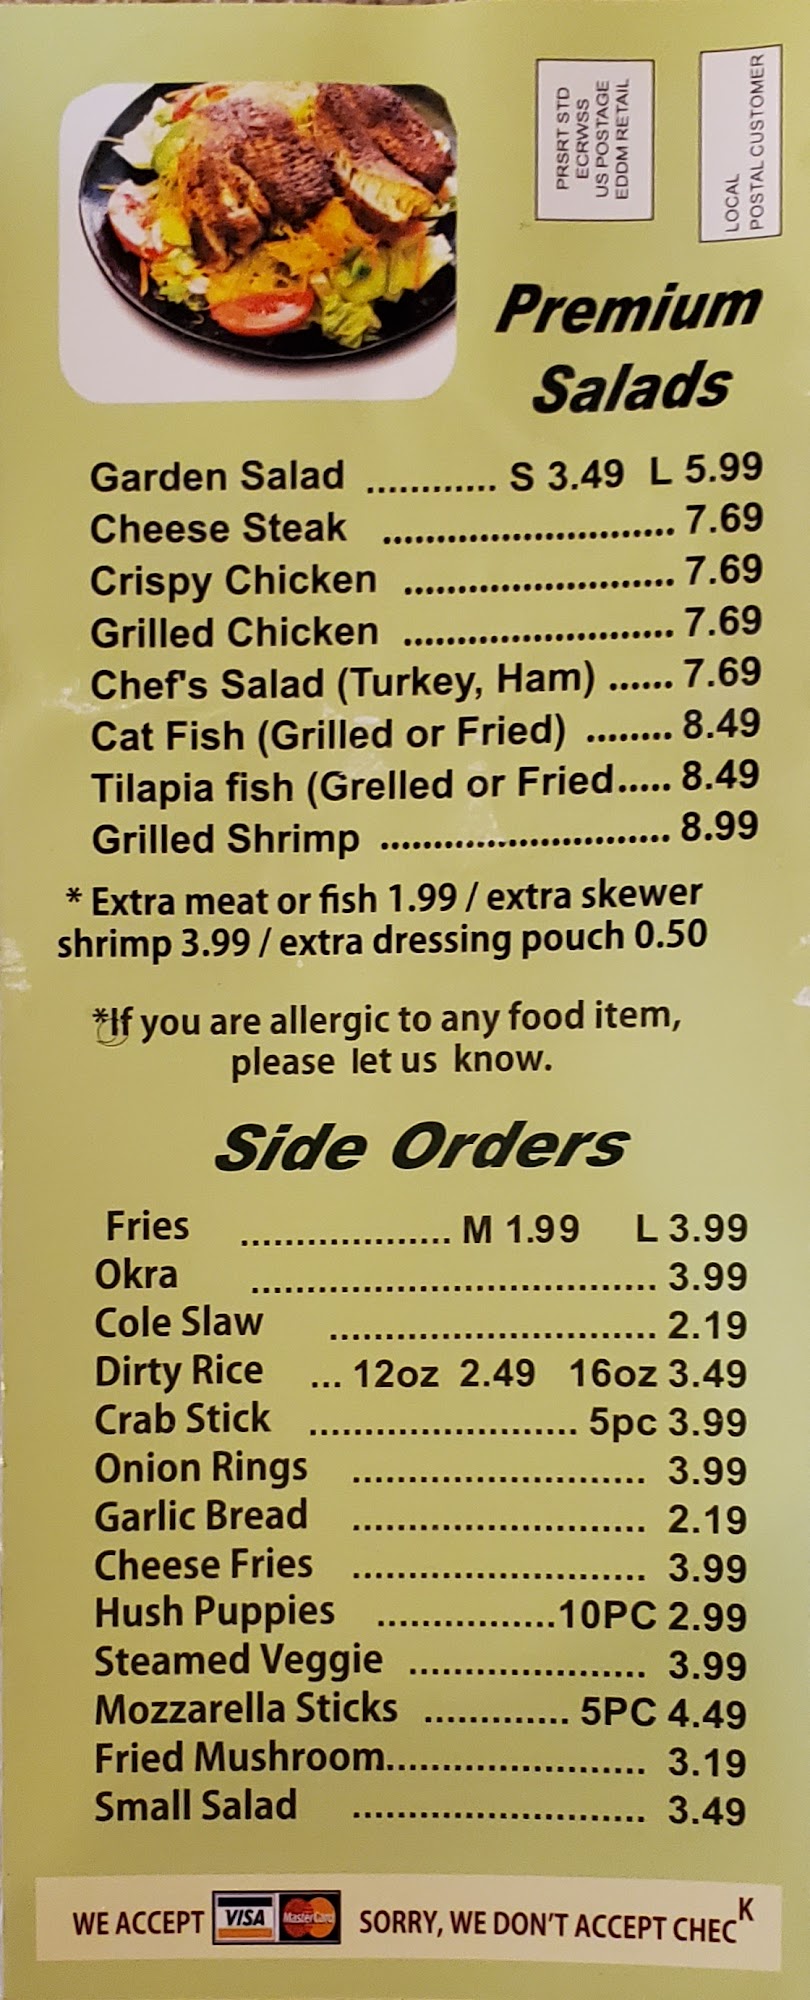 PRSRT STD
ECRWSS
US POSTAGE
EDDM RETAIL
LOCAL
POSTAL CUSTOMER
Premium
Salads
Garden Salad ............ S 3.49 L 5.99
Cheese Steak ........................... 7.69
Crispy Chicken ......................... 7.69
Grilled Chicken ......................... 7.69
Chef's Salad (Turkey, Ham) ...... 7.69
Cat Fish (Grilled or Fried) ........ 8.49
Tilapia fish (Grelled or Fried..... 8.49
Grilled Shrimp ........................... 8.99
* Extra meat or fish 1.99 / extra skewer
shrimp 3.99 / extra dressing pouch 0.50
*If you are allergic to any food item,
please let us know.
Side Orders
Fries ................... M 1.99 L 3.99
Okra ..................................... 3.99
Cole Slaw .............................. 2.19
Dirty Rice ... 12oz 2.49 16oz 3.49
Crab Stick ........................ 5pc 3.99
Onion Rings ........................... 3.99
Garlic Bread ........................... 2.19
Cheese Fries ........................... 3.99
Hush Puppies ................10PC 2.99
Steamed Veggie ...................... 3.99
Mozzarella Sticks ............. 5PC 4.49
Fried Mushroom........................ 3.19
Small Salad ........................... 3.49
WE ACCEPT VISA MasterCard SORRY, WE DON'T ACCEPT CHECK